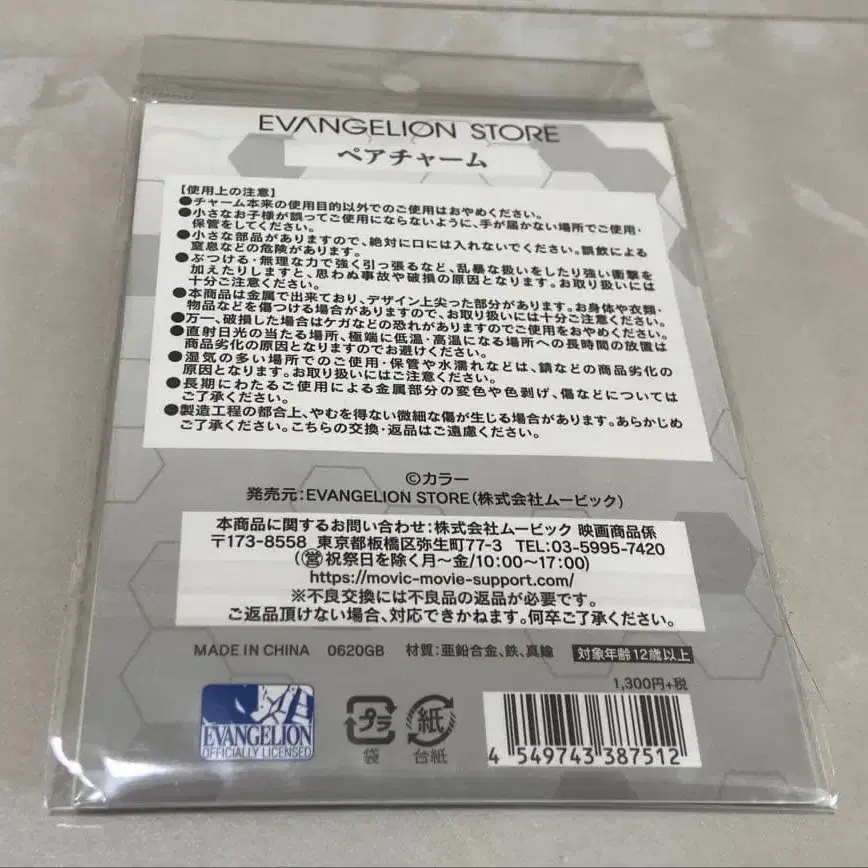 EVANGELION STORE
ペアチャーム
【使用上の注意】
●チャーム本来の使用目的以外でのご使用はおやめください。
●小さなお子様が誤ってご使用にならないように、手が届かない場所でご使用・
保管をしてください。
●小さな部品がありますので、絶対に口には入れないでください。誤飲による
窒息などの危険があります。
●ぶつける・無理な力で強く引っ張るなど、乱暴な扱いをしたり強い衝撃を
加えたりしますと、思わぬ事故や破損の原因となります。お取り扱いには
十分ご注意ください。
●本商品は金属で出来ており、デザイン上尖った部分があります。お身体や衣類・
物品などを傷つける場合がありますので、お取り扱いには十分ご注意ください。
●万一、破損した場合はケガなどの恐れがありますのでご使用をおやめください。
●直射日光の当たる場所、極端に低温・高温になる場所への長時間の放置は
商品劣化の原因となりますのでお避けください。
●湿気の多い場所でのご使用・保管や水濡れなどは、錆などの商品劣化の
原因となります。お取り扱いにはご注意ください。
●長期にわたるご使用による金属部分の変色や色剥げ、傷などについては
ご了承ください。
●製造工程の都合上、やむを得ない微細な傷が生じる場合があります。あらかじめ
ご了承ください。こちらの交換・返品はご遠慮ください。
©カラー
発売元:EVANGELION STORE(株式会社ムービック)
本商品に関するお問い合わせ:株式会社ムービック 映画商品係
〒173-8558 東京都板橋区弥生町77-3 TEL:03-5995-7420
(営祝祭日を除く月~金/10:00~17:00)
https://movic-movie-support.com/
※不良交換には不良品の返品が必要です。
ご返品頂けない場合、対応できかねます。何卒ご了承ください。
MADE IN CHINA 0620GB 材質:亜鉛合金、鉄、真鍮 対象年齢12歳以上
1,300円+税
EVANGELION
OFFICIALLY LICENSED
プラ
袋
紙
台紙
4 549743 387512